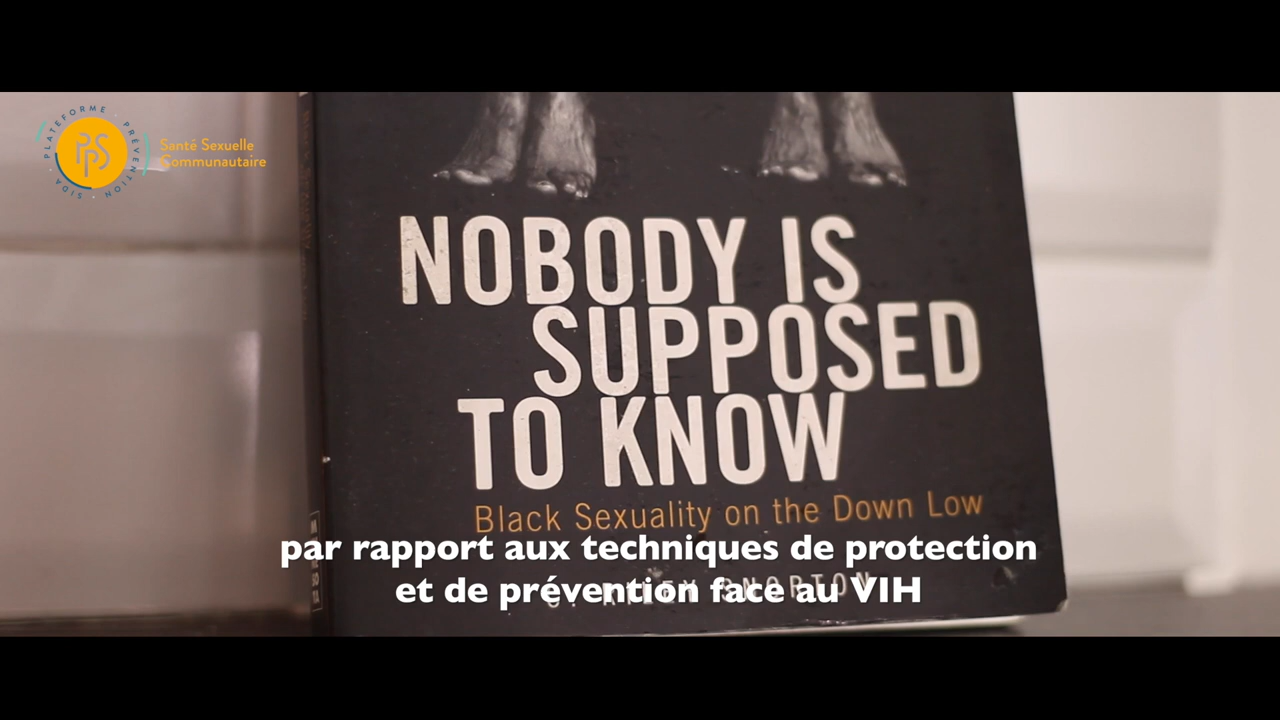 PLATEFORME · PRÉVENTION · SIDA ·
PPS
Santé Sexuelle
Communautaire
NOBODY IS
SUPPOSED
TO KNOW
Black Sexuality on the Down Low
par rapport aux techniques de protection
et de prévention face au VIH